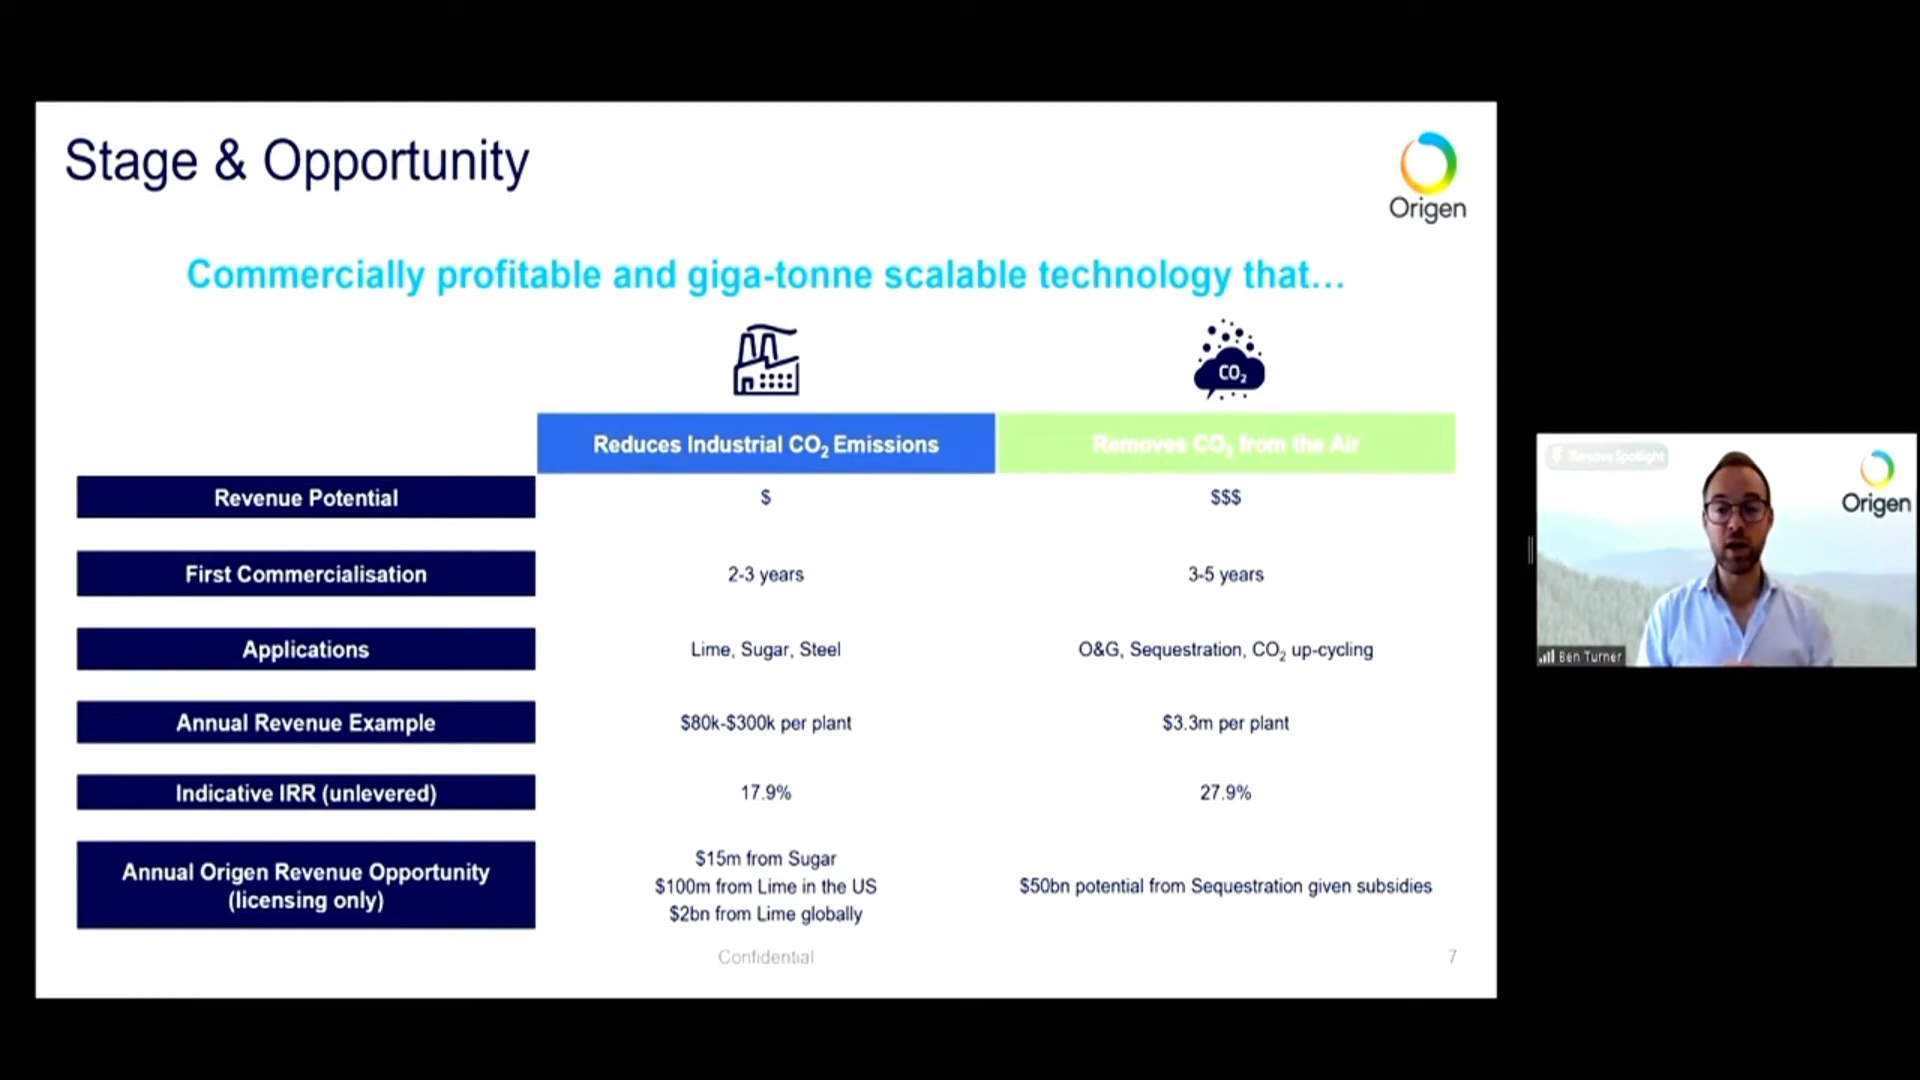 Stage & Opportunity
Origen
Commercially profitable and giga-tonne scalable technology that...
CO₂
Reduces Industrial CO₂ Emissions
Removes CO₂ from the Air
Revenue Potential
$
$$$
First Commercialisation
2-3 years
3-5 years
Applications
Lime, Sugar, Steel
O&G, Sequestration, CO₂ up-cycling
Annual Revenue Example
$80k-$300k per plant
$3.3m per plant
Indicative IRR (unlevered)
17.9%
27.9%
Annual Origen Revenue Opportunity
(licensing only)
$15m from Sugar
$100m from Lime in the US
$2bn from Lime globally
$50bn potential from Sequestration given subsidies
Confidential
7
Remove Spotlight
Origen
Ben Turner